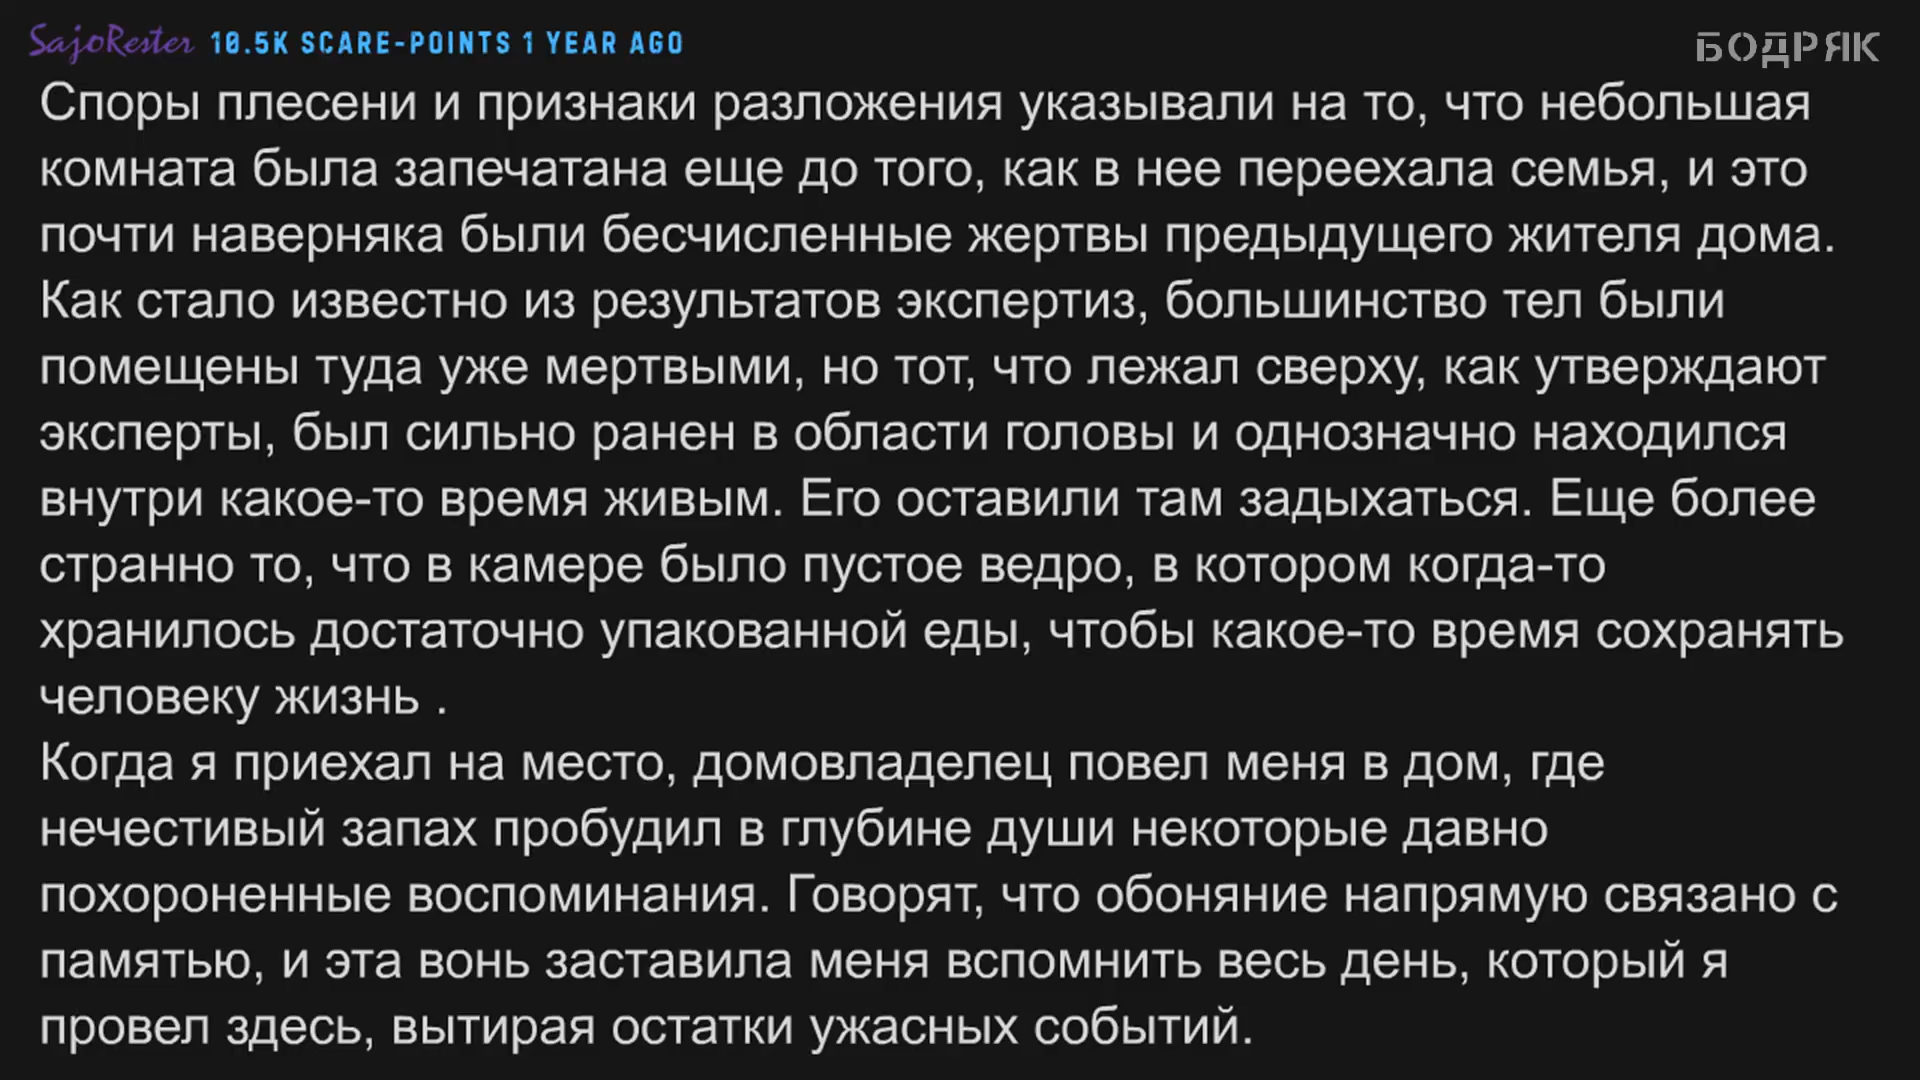 SajoRester 10.5K SCARE-POINTS 1 YEAR AGO
БОДРЯК
Споры плесени и признаки разложения указывали на то, что небольшая
комната была запечатана еще до того, как в нее переехала семья, и это
почти наверняка были бесчисленные жертвы предыдущего жителя дома.
Как стало известно из результатов экспертиз, большинство тел были
помещены туда уже мертвыми, но тот, что лежал сверху, как утверждают
эксперты, был сильно ранен в области головы и однозначно находился
внутри какое-то время живым. Его оставили там задыхаться. Еще более
странно то, что в камере было пустое ведро, в котором когда-то
хранилось достаточно упакованной еды, чтобы какое-то время сохранять
человеку жизнь .
Когда я приехал на место, домовладелец повел меня в дом, где
нечестивый запах пробудил в глубине души некоторые давно
похороненные воспоминания. Говорят, что обоняние напрямую связано с
памятью, и эта вонь заставила меня вспомнить весь день, который я
провел здесь, вытирая остатки ужасных событий.